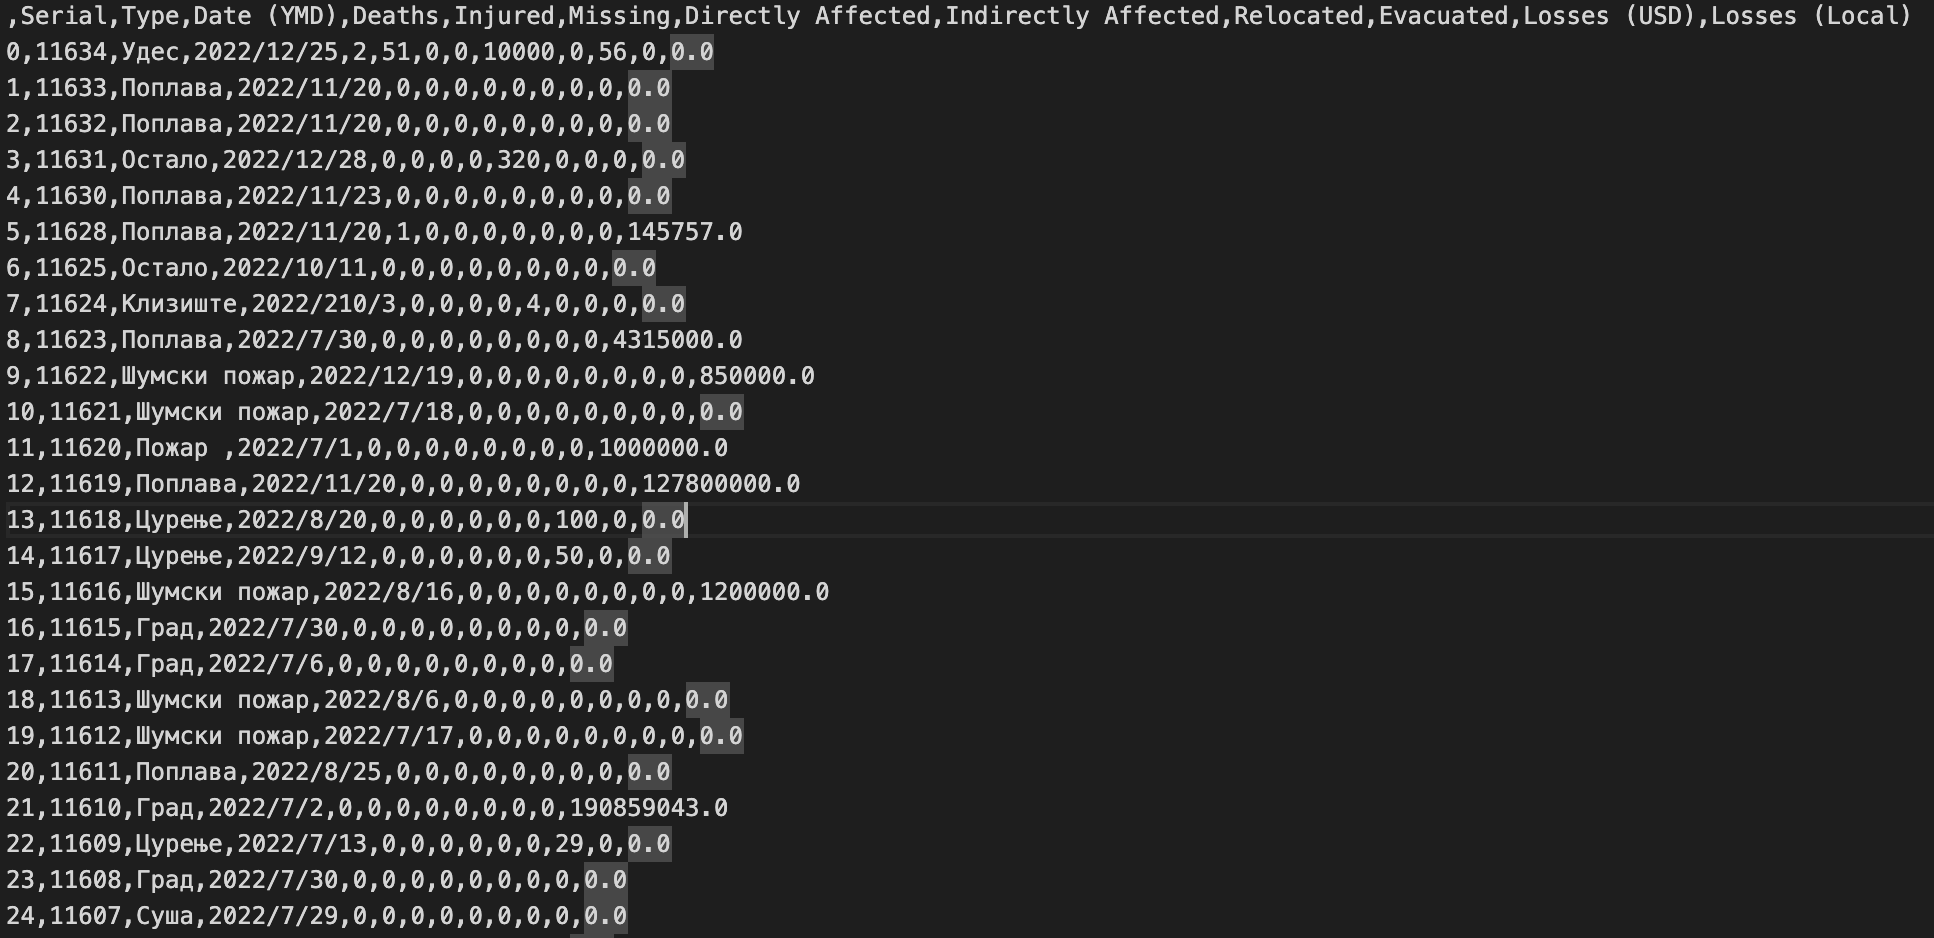 ,Serial,Type,Date (YMD),Deaths,Injured,Missing,Directly Affected,Indirectly Affected,Relocated,Evacuated,Losses (USD),Losses (Local)
0,11634,Удес,2022/12/25,2,51,0,0,10000,0,56,0,0.0
1,11633,Поплава,2022/11/20,0,0,0,0,0,0,0,0,0.0
2,11632,Поплава,2022/11/20,0,0,0,0,0,0,0,0,0.0
3,11631,Остало,2022/12/28,0,0,0,0,320,0,0,0,0.0
4,11630,Поплава,2022/11/23,0,0,0,0,0,0,0,0,0.0
5,11628,Поплава,2022/11/20,1,0,0,0,0,0,0,0,145757.0
6,11625,Остало,2022/10/11,0,0,0,0,0,0,0,0,0.0
7,11624,Клизиште,2022/210/3,0,0,0,0,4,0,0,0,0.0
8,11623,Поплава,2022/7/30,0,0,0,0,0,0,0,0,4315000.0
9,11622,Шумски пожар,2022/12/19,0,0,0,0,0,0,0,0,850000.0
10,11621,Шумски пожар,2022/7/18,0,0,0,0,0,0,0,0,0.0
11,11620,Пожар ,2022/7/1,0,0,0,0,0,0,0,0,1000000.0
12,11619,Поплава,2022/11/20,0,0,0,0,0,0,0,0,127800000.0
13,11618,Цурење,2022/8/20,0,0,0,0,0,0,100,0,0.0
14,11617,Цурење,2022/9/12,0,0,0,0,0,0,50,0,0.0
15,11616,Шумски пожар,2022/8/16,0,0,0,0,0,0,0,0,1200000.0
16,11615,Град,2022/7/30,0,0,0,0,0,0,0,0,0.0
17,11614,Град,2022/7/6,0,0,0,0,0,0,0,0,0.0
18,11613,Шумски пожар,2022/8/6,0,0,0,0,0,0,0,0,0.0
19,11612,Шумски пожар,2022/7/17,0,0,0,0,0,0,0,0,0.0
20,11611,Поплава,2022/8/25,0,0,0,0,0,0,0,0,0.0
21,11610,Град,2022/7/2,0,0,0,0,0,0,0,0,190859043.0
22,11609,Цурење,2022/7/13,0,0,0,0,0,0,29,0,0.0
23,11608,Град,2022/7/30,0,0,0,0,0,0,0,0,0.0
24,11607,Суша,2022/7/29,0,0,0,0,0,0,0,0,0.0